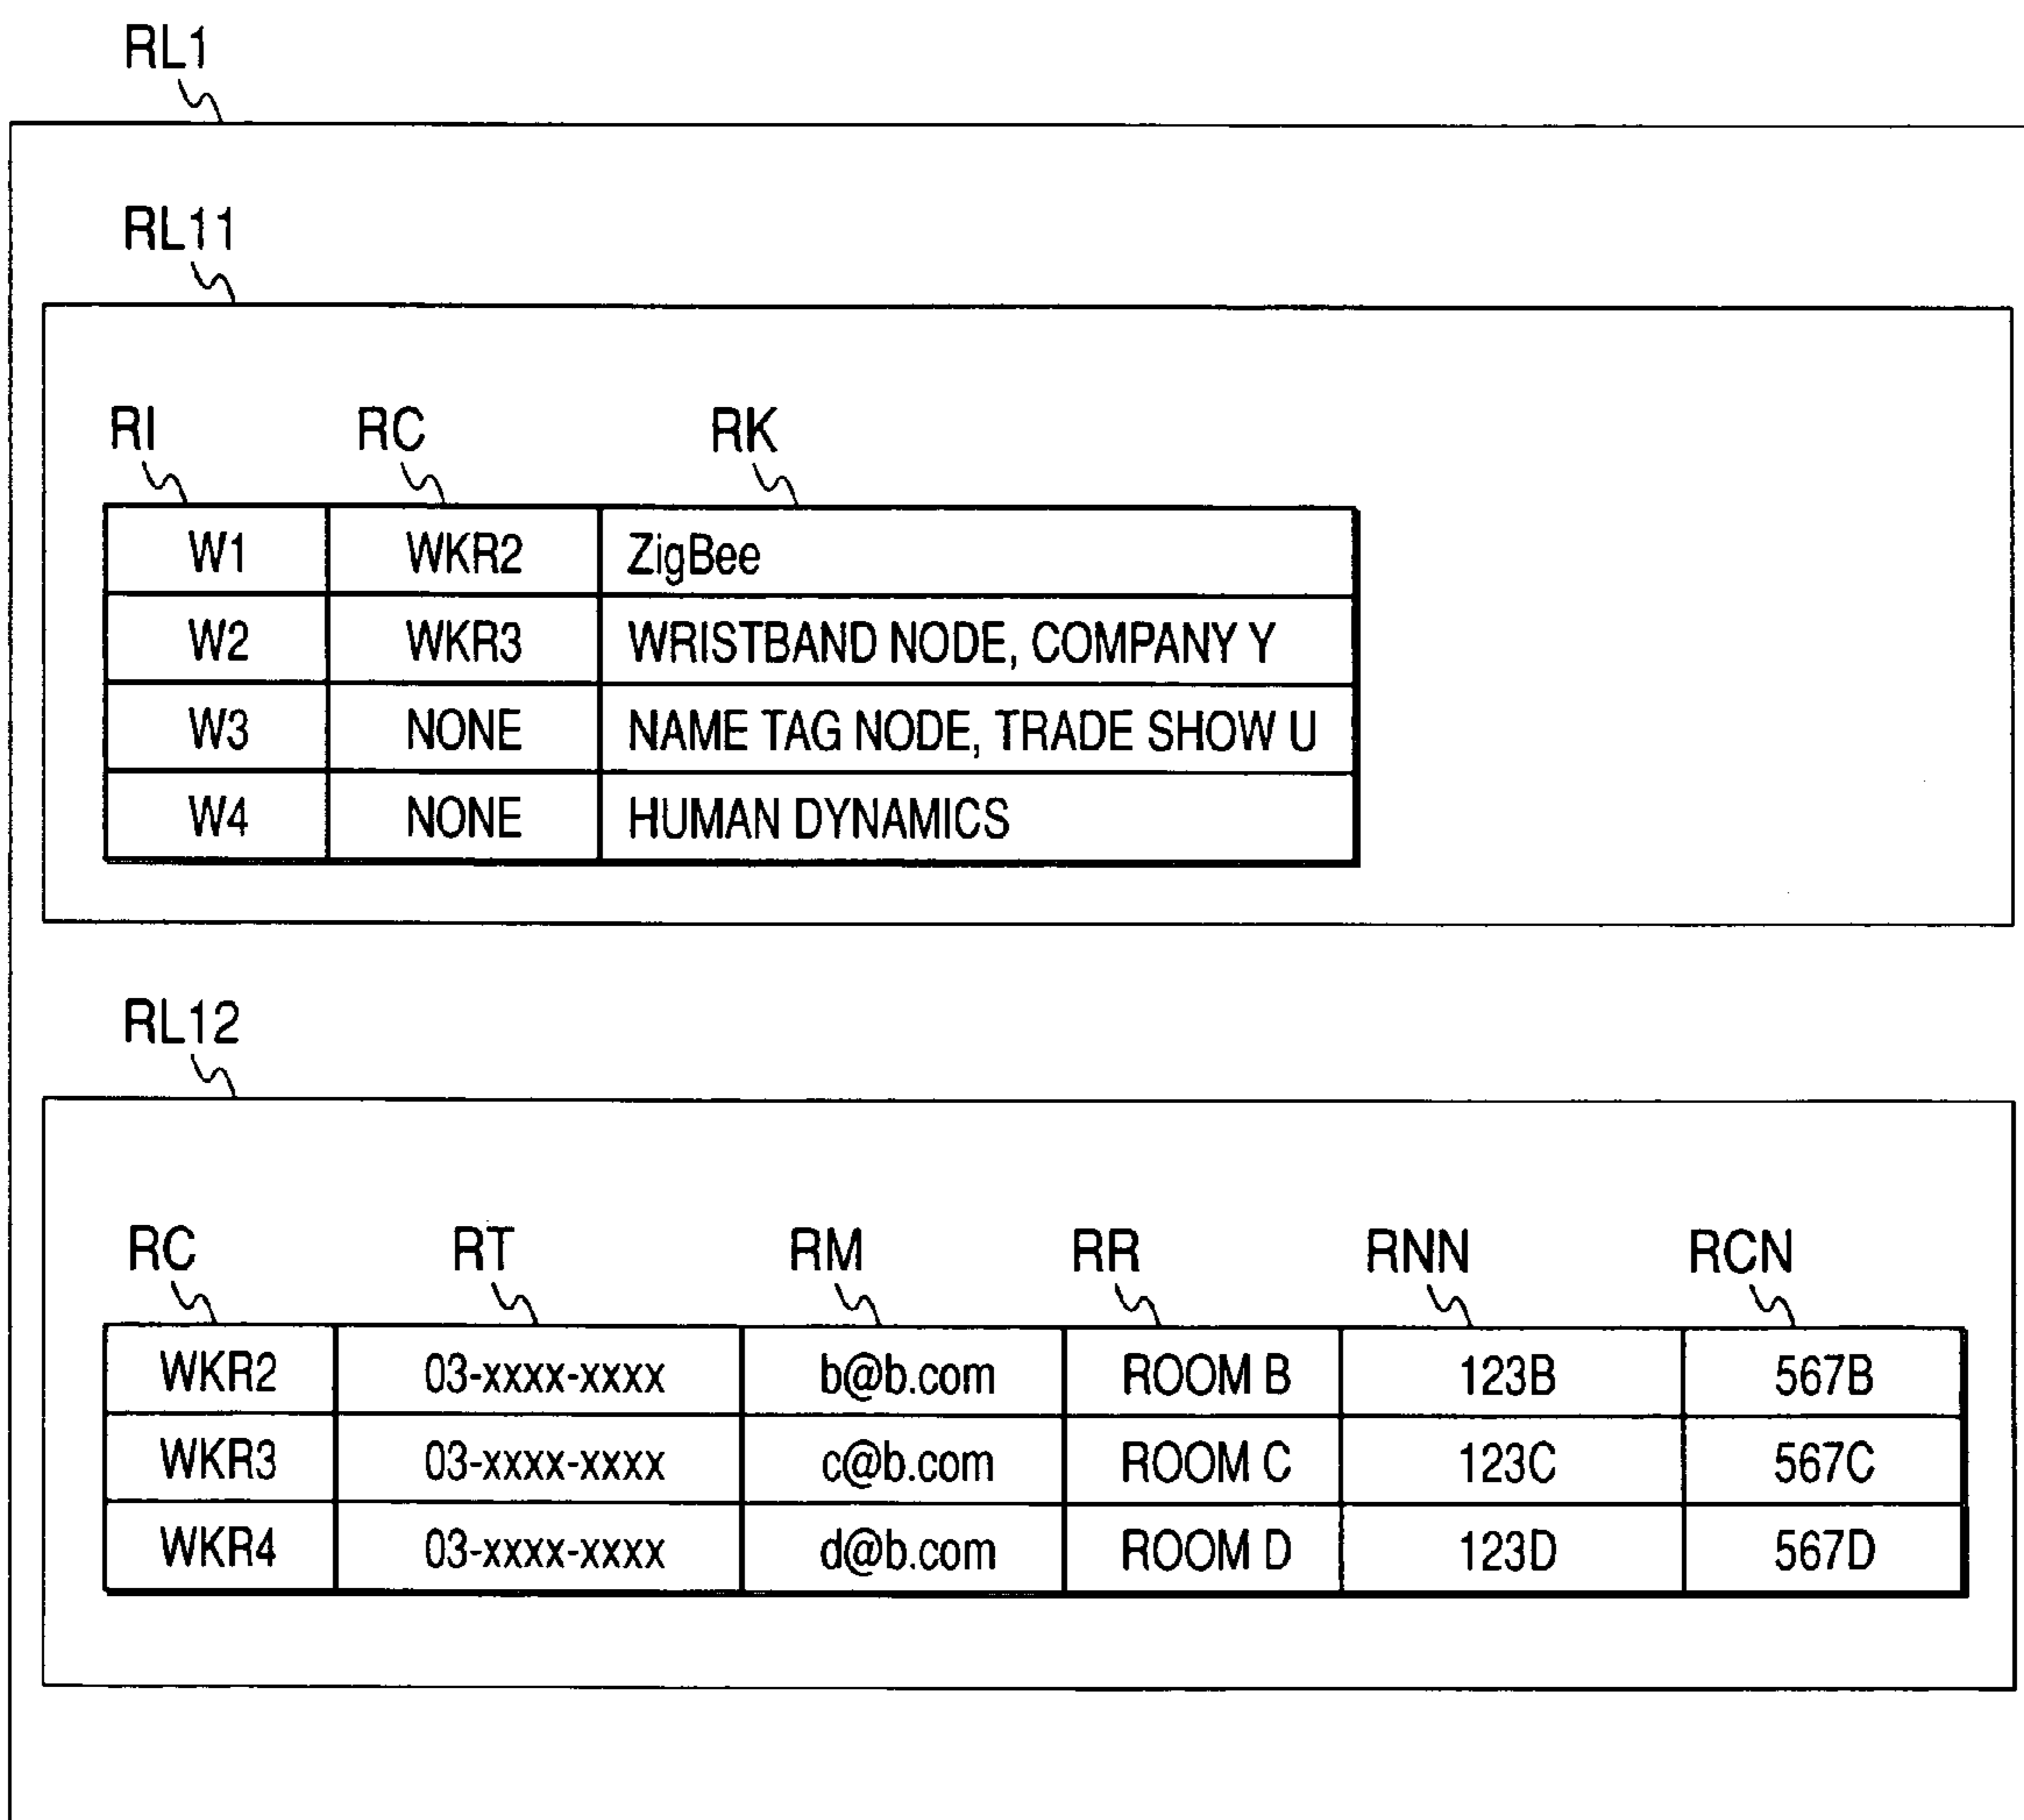 RL1
RL11
RI RC RK
W1 WKR2 ZigBee
W2 WKR3 WRISTBAND NODE, COMPANY Y
W3 NONE NAME TAG NODE, TRADE SHOW U
W4 NONE HUMAN DYNAMICS
RL12
RC RT RM RR RNN RCN
WKR2 03-xxxx-xxxx b@b.com ROOM B 123B 567B
WKR3 03-xxxx-xxxx c@b.com ROOM C 123C 567C
WKR4 03-xxxx-xxxx d@b.com ROOM D 123D 567D